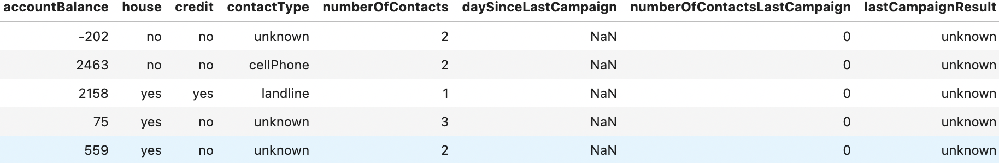 accountBalance house credit contactType numberOfContacts daySinceLastCampaign numberOfContactsLastCampaign lastCampaignResult
-202 no no unknown 2 NaN 0 unknown
2463 no no cellPhone 2 NaN 0 unknown
2158 yes yes landline 1 NaN 0 unknown
75 yes no unknown 3 NaN 0 unknown
559 yes no unknown 2 NaN 0 unknown